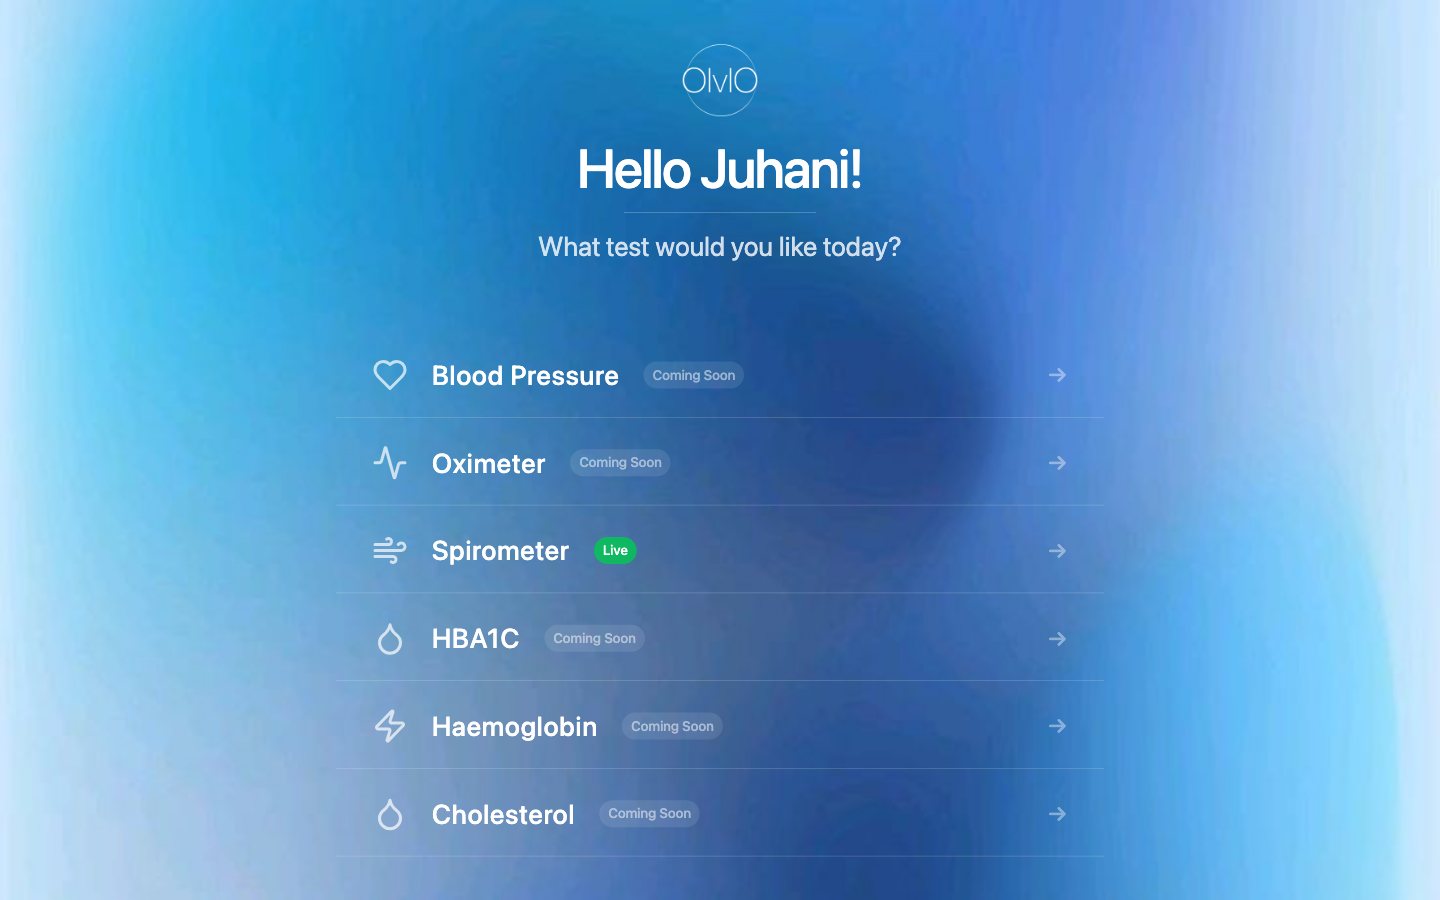 OIVIO
Hello Juhani!
What test would you like today?
Blood Pressure Coming Soon
Oximeter Coming Soon
Spirometer Live
HBA1C Coming Soon
Haemoglobin Coming Soon
Cholesterol Coming Soon